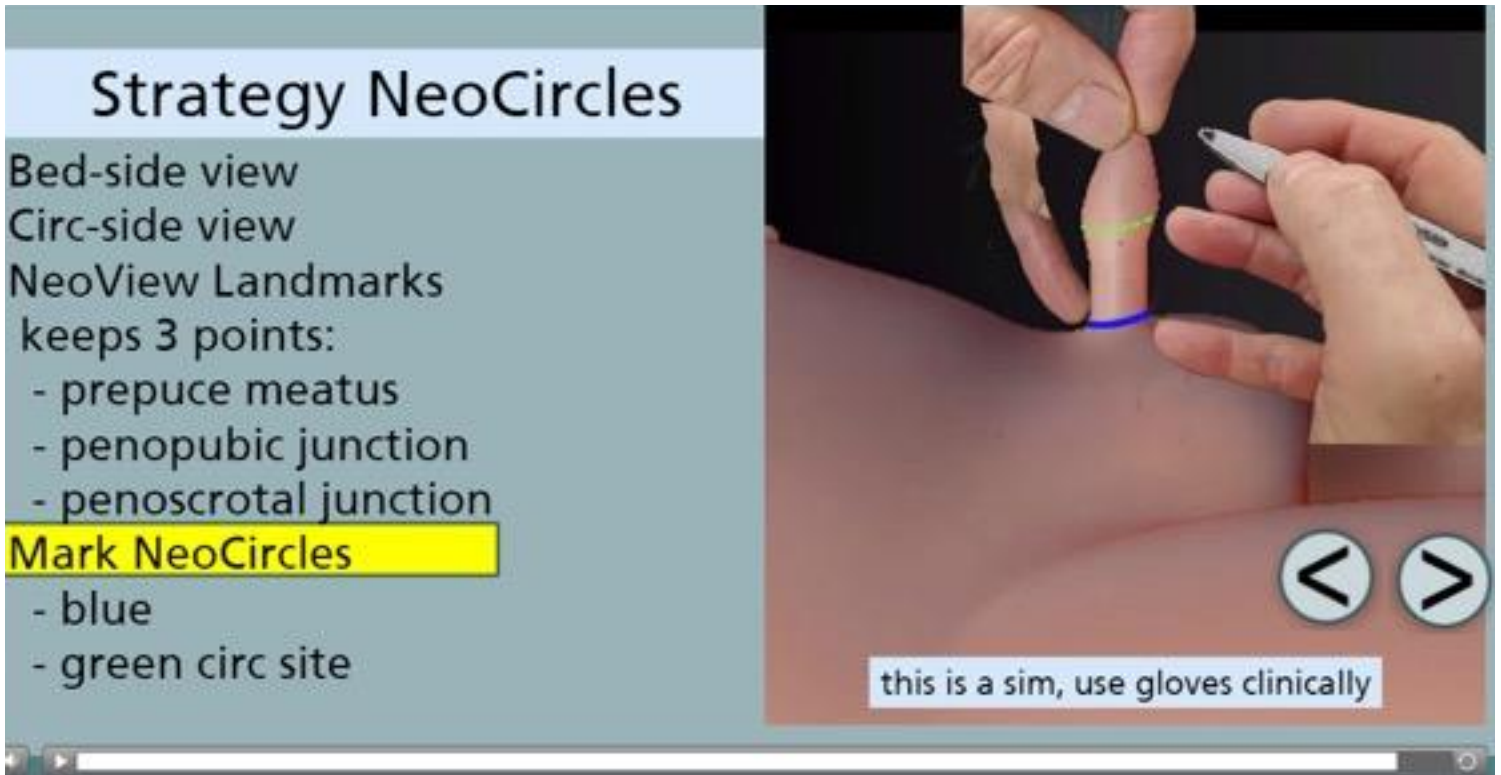 Strategy NeoCircles
Bed-side view
Circ-side view
NeoView Landmarks
keeps 3 points:
- prepuce meatus
- penopubic junction
- penoscrotal junction
Mark NeoCircles
- blue
- green circ site
< >
this is a sim, use gloves clinically